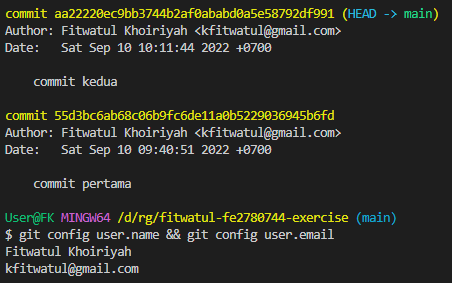 commit aa22220ec9bb3744b2af0ababd0a5e58792df991 (HEAD -> main)
Author: Fitwatul Khoiriyah <kfitwatul@gmail.com>
Date:   Sat Sep 10 10:11:44 2022 +0700
    commit kedua
commit 55d3bc6ab68c06b9fc6de11a0b5229036945b6fd
Author: Fitwatul Khoiriyah <kfitwatul@gmail.com>
Date:   Sat Sep 10 09:40:51 2022 +0700
    commit pertama
User@FK MINGW64 /d/rg/fitwatul-fe2780744-exercise (main)
$ git config user.name && git config user.email
Fitwatul Khoiriyah
kfitwatul@gmail.com